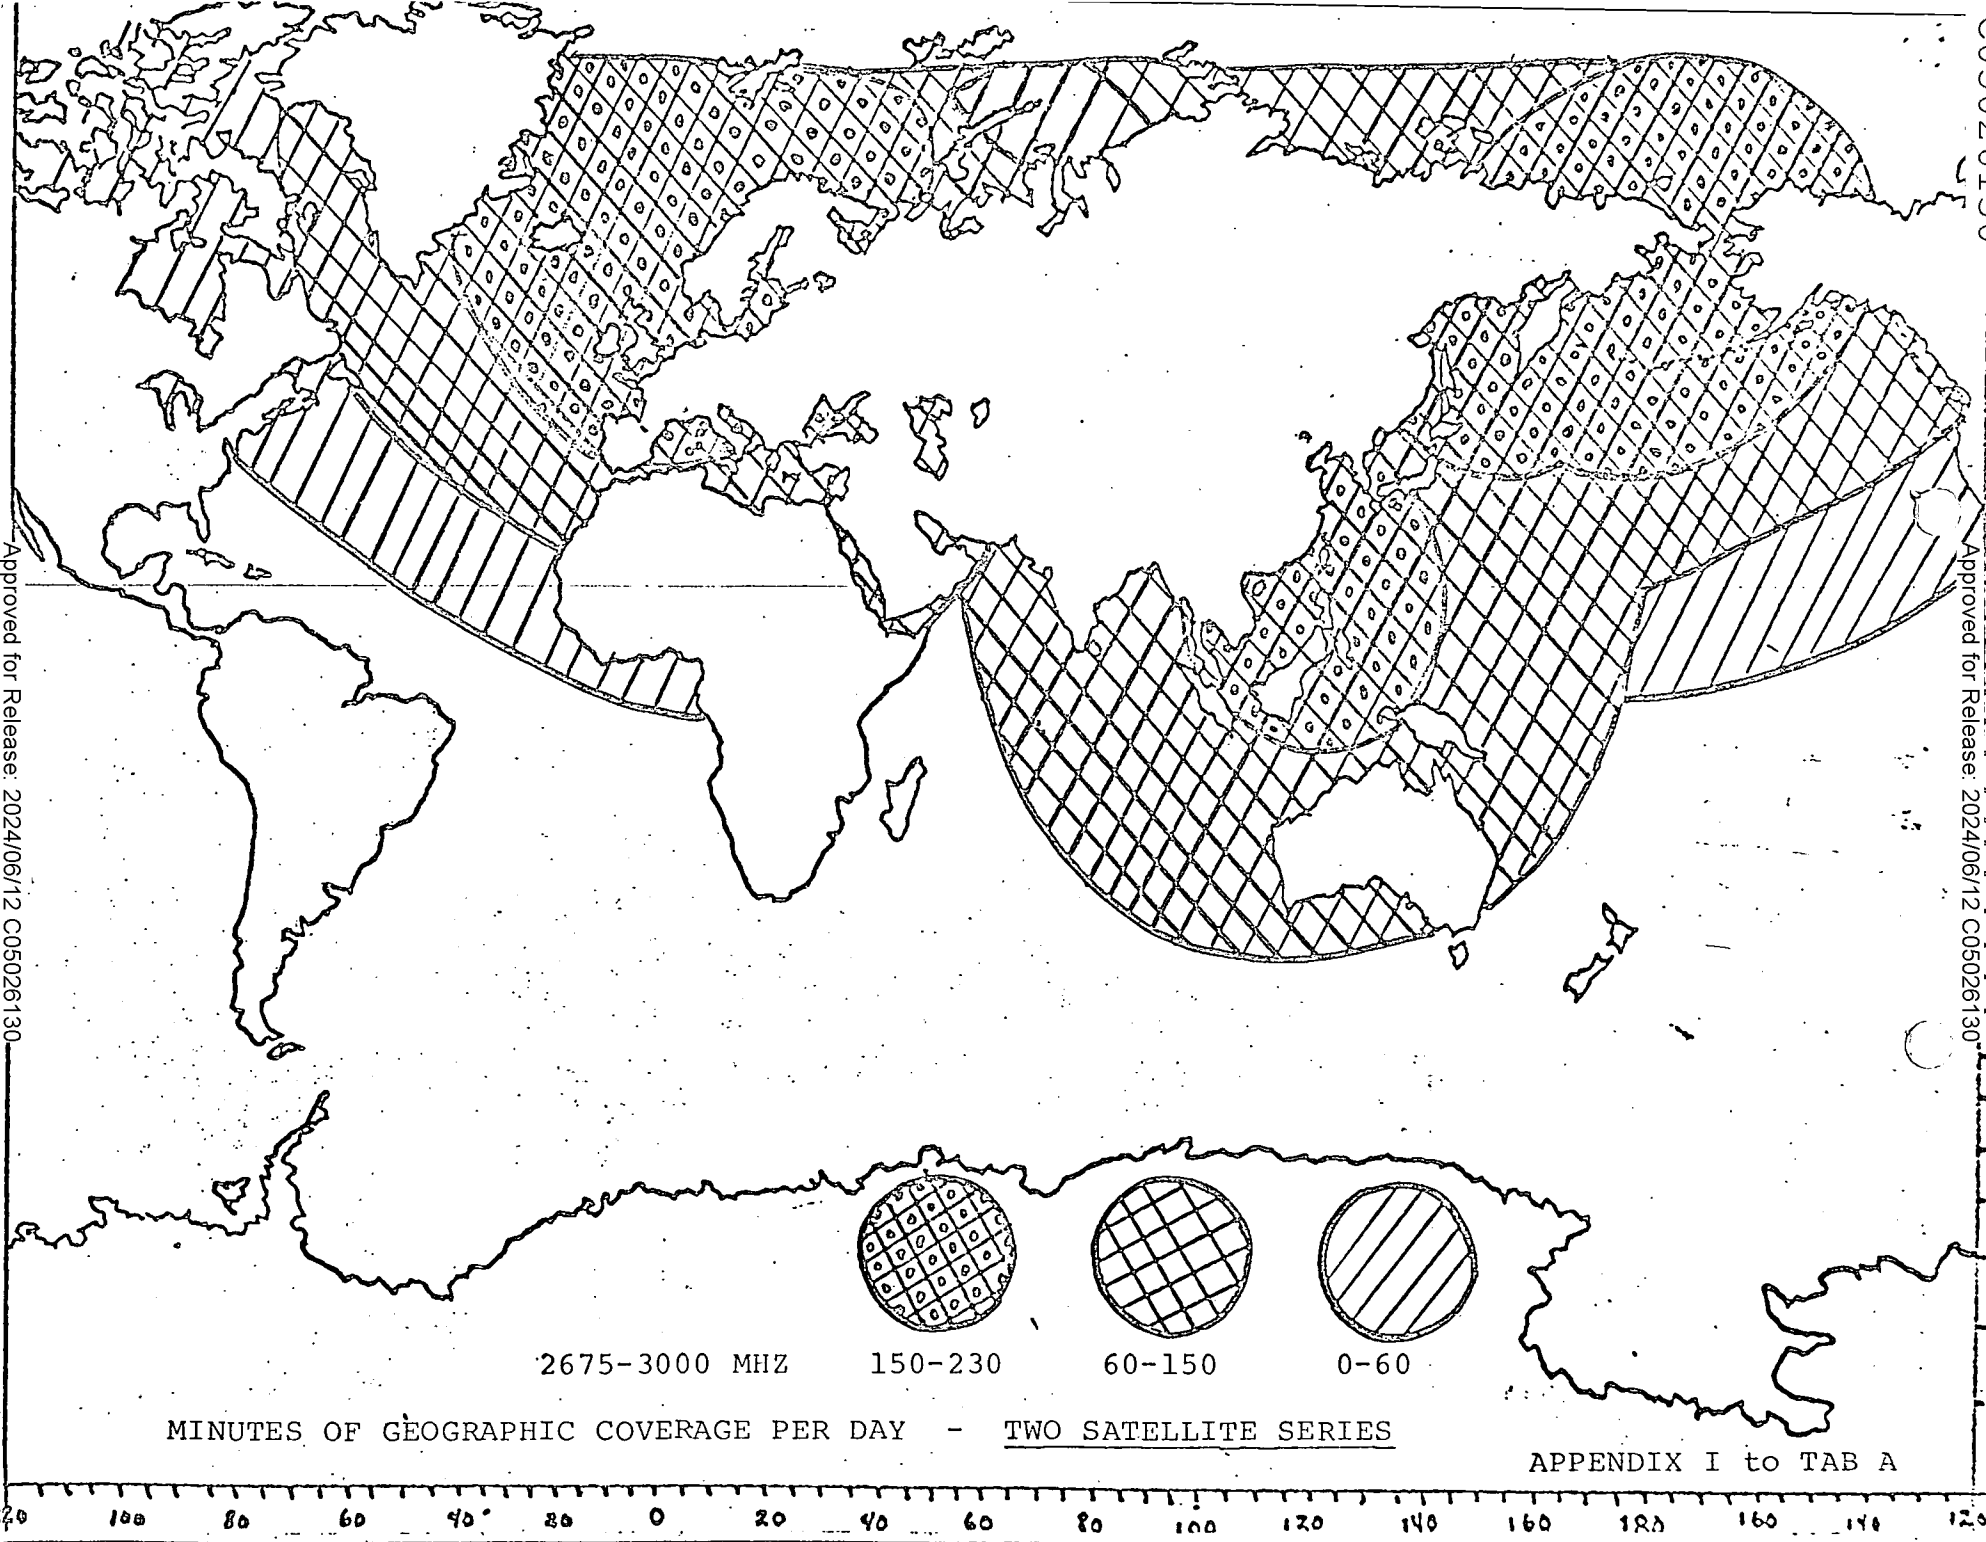 Approved for Release: 2024/06/12 C05026130
Approved for Release: 2024/06/12 C05026130
2675-3000 MHZ 150-230 60-150 0-60
MINUTES OF GEOGRAPHIC COVERAGE PER DAY - TWO SATELLITE SERIES
APPENDIX I to TAB A
20 100 80 60 40 20 0 20 40 60 80 100 120 140 160 180 160 140 120